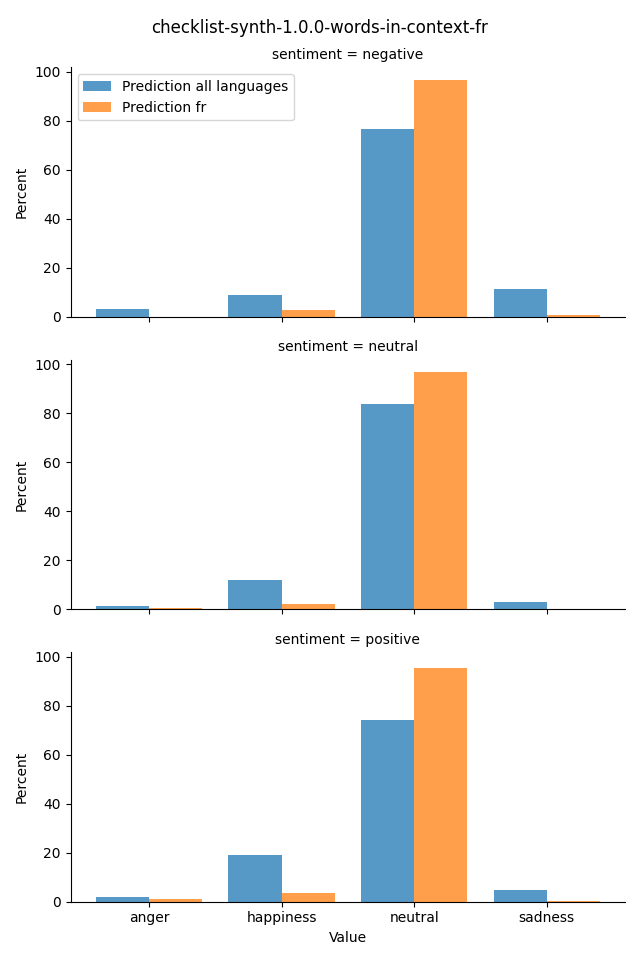 checklist-synth-1.0.0-words-in-context-fr
sentiment = negative
Prediction all languages
Prediction fr
100
80
60
40
20
0
Percent
sentiment = neutral
100
80
60
40
20
0
Percent
sentiment = positive
100
80
60
40
20
0
Percent
anger happiness neutral sadness
Value